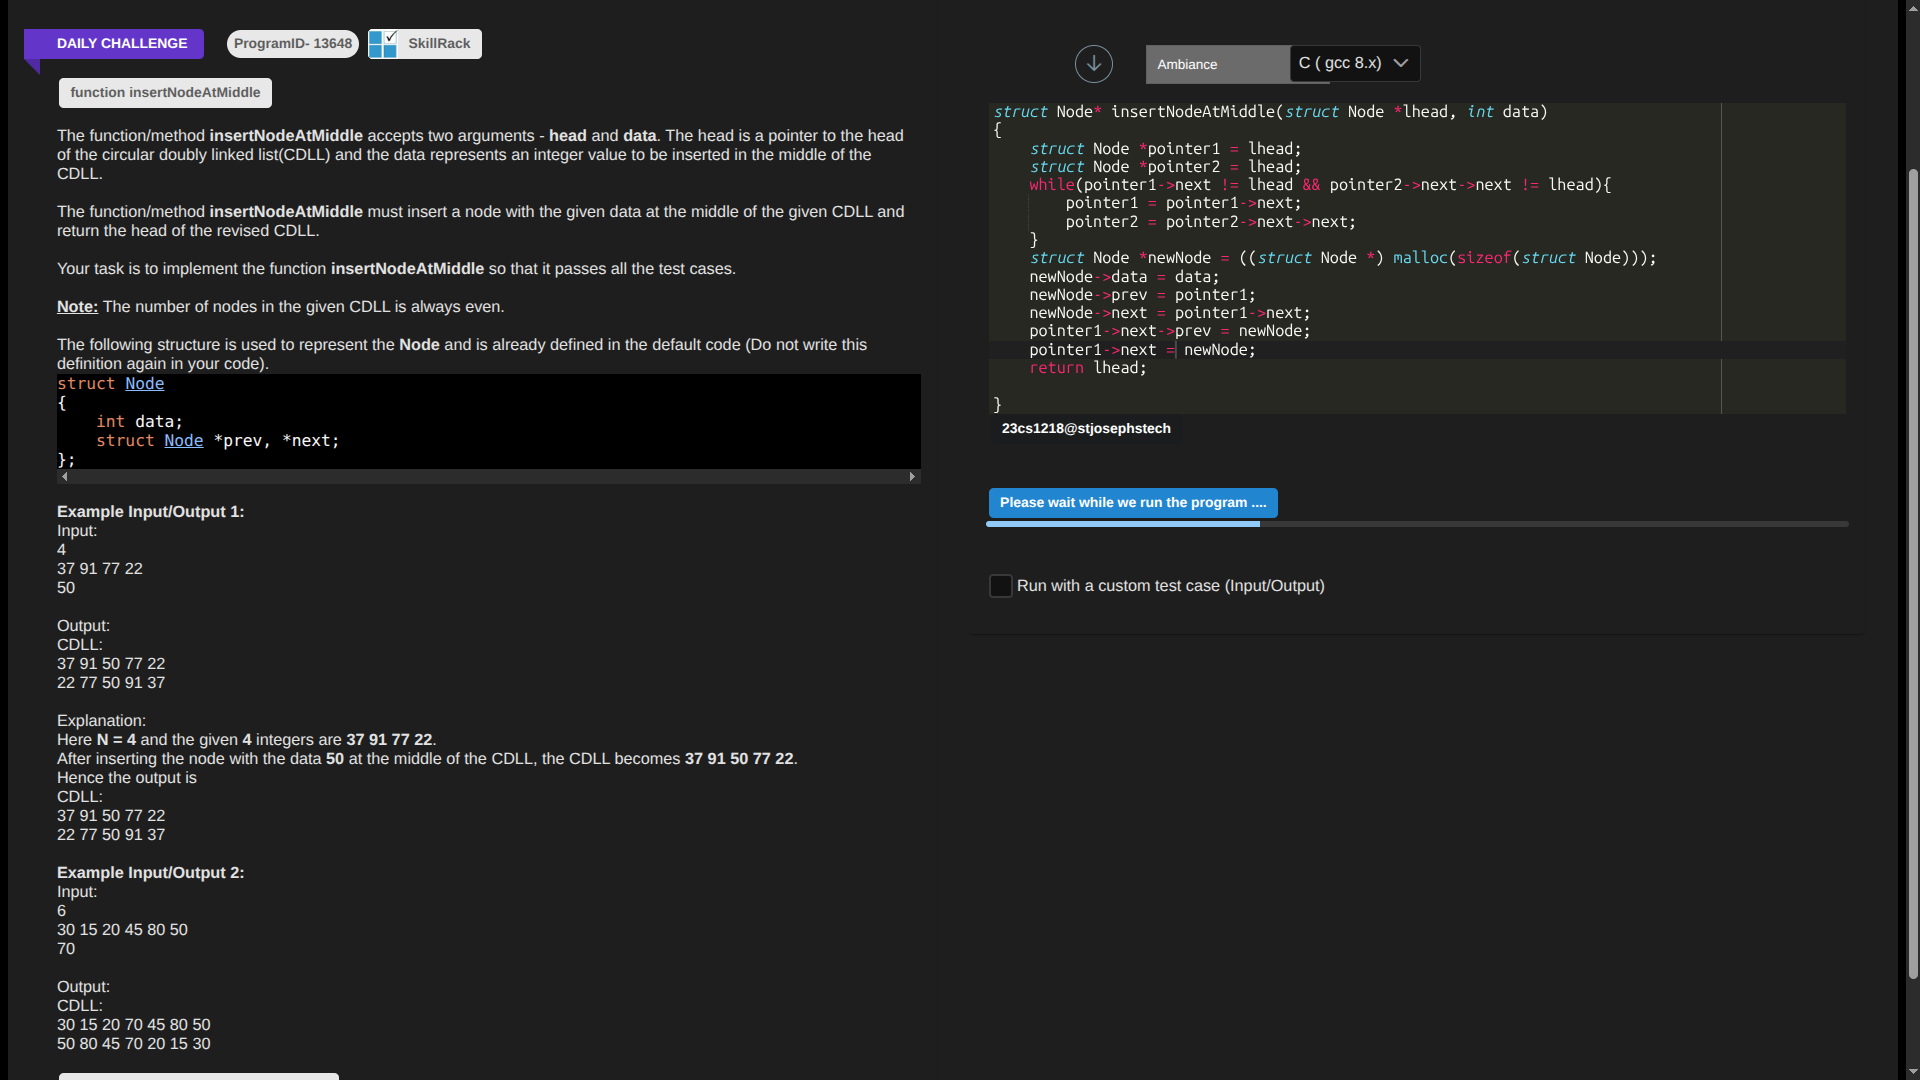 DAILY CHALLENGE
ProgramID- 13648
SkillRack
function insertNodeAtMiddle
The function/method insertNodeAtMiddle accepts two arguments - head and data. The head is a pointer to the head
of the circular doubly linked list(CDLL) and the data represents an integer value to be inserted in the middle of the
CDLL.
The function/method insertNodeAtMiddle must insert a node with the given data at the middle of the given CDLL and
return the head of the revised CDLL.
Your task is to implement the function insertNodeAtMiddle so that it passes all the test cases.
Note: The number of nodes in the given CDLL is always even.
The following structure is used to represent the Node and is already defined in the default code (Do not write this
definition again in your code).
struct Node
{
    int data;
    struct Node *prev, *next;
};
Example Input/Output 1:
Input:
4
37 91 77 22
50
Output:
CDLL:
37 91 50 77 22
22 77 50 91 37
Explanation:
Here N = 4 and the given 4 integers are 37 91 77 22.
After inserting the node with the data 50 at the middle of the CDLL, the CDLL becomes 37 91 50 77 22.
Hence the output is
CDLL:
37 91 50 77 22
22 77 50 91 37
Example Input/Output 2:
Input:
6
30 15 20 45 80 50
70
Output:
CDLL:
30 15 20 70 45 80 50
50 80 45 70 20 15 30
Ambiance
C ( gcc 8.x)
struct Node* insertNodeAtMiddle(struct Node *lhead, int data)
{
    struct Node *pointer1 = lhead;
    struct Node *pointer2 = lhead;
    while(pointer1->next != lhead && pointer2->next->next != lhead){
        pointer1 = pointer1->next;
        pointer2 = pointer2->next->next;
    }
    struct Node *newNode = ((struct Node *) malloc(sizeof(struct Node)));
    newNode->data = data;
    newNode->prev = pointer1;
    newNode->next = pointer1->next;
    pointer1->next->prev = newNode;
    pointer1->next = newNode;
    return lhead;
}
23cs1218@stjosephstech
Please wait while we run the program ....
Run with a custom test case (Input/Output)